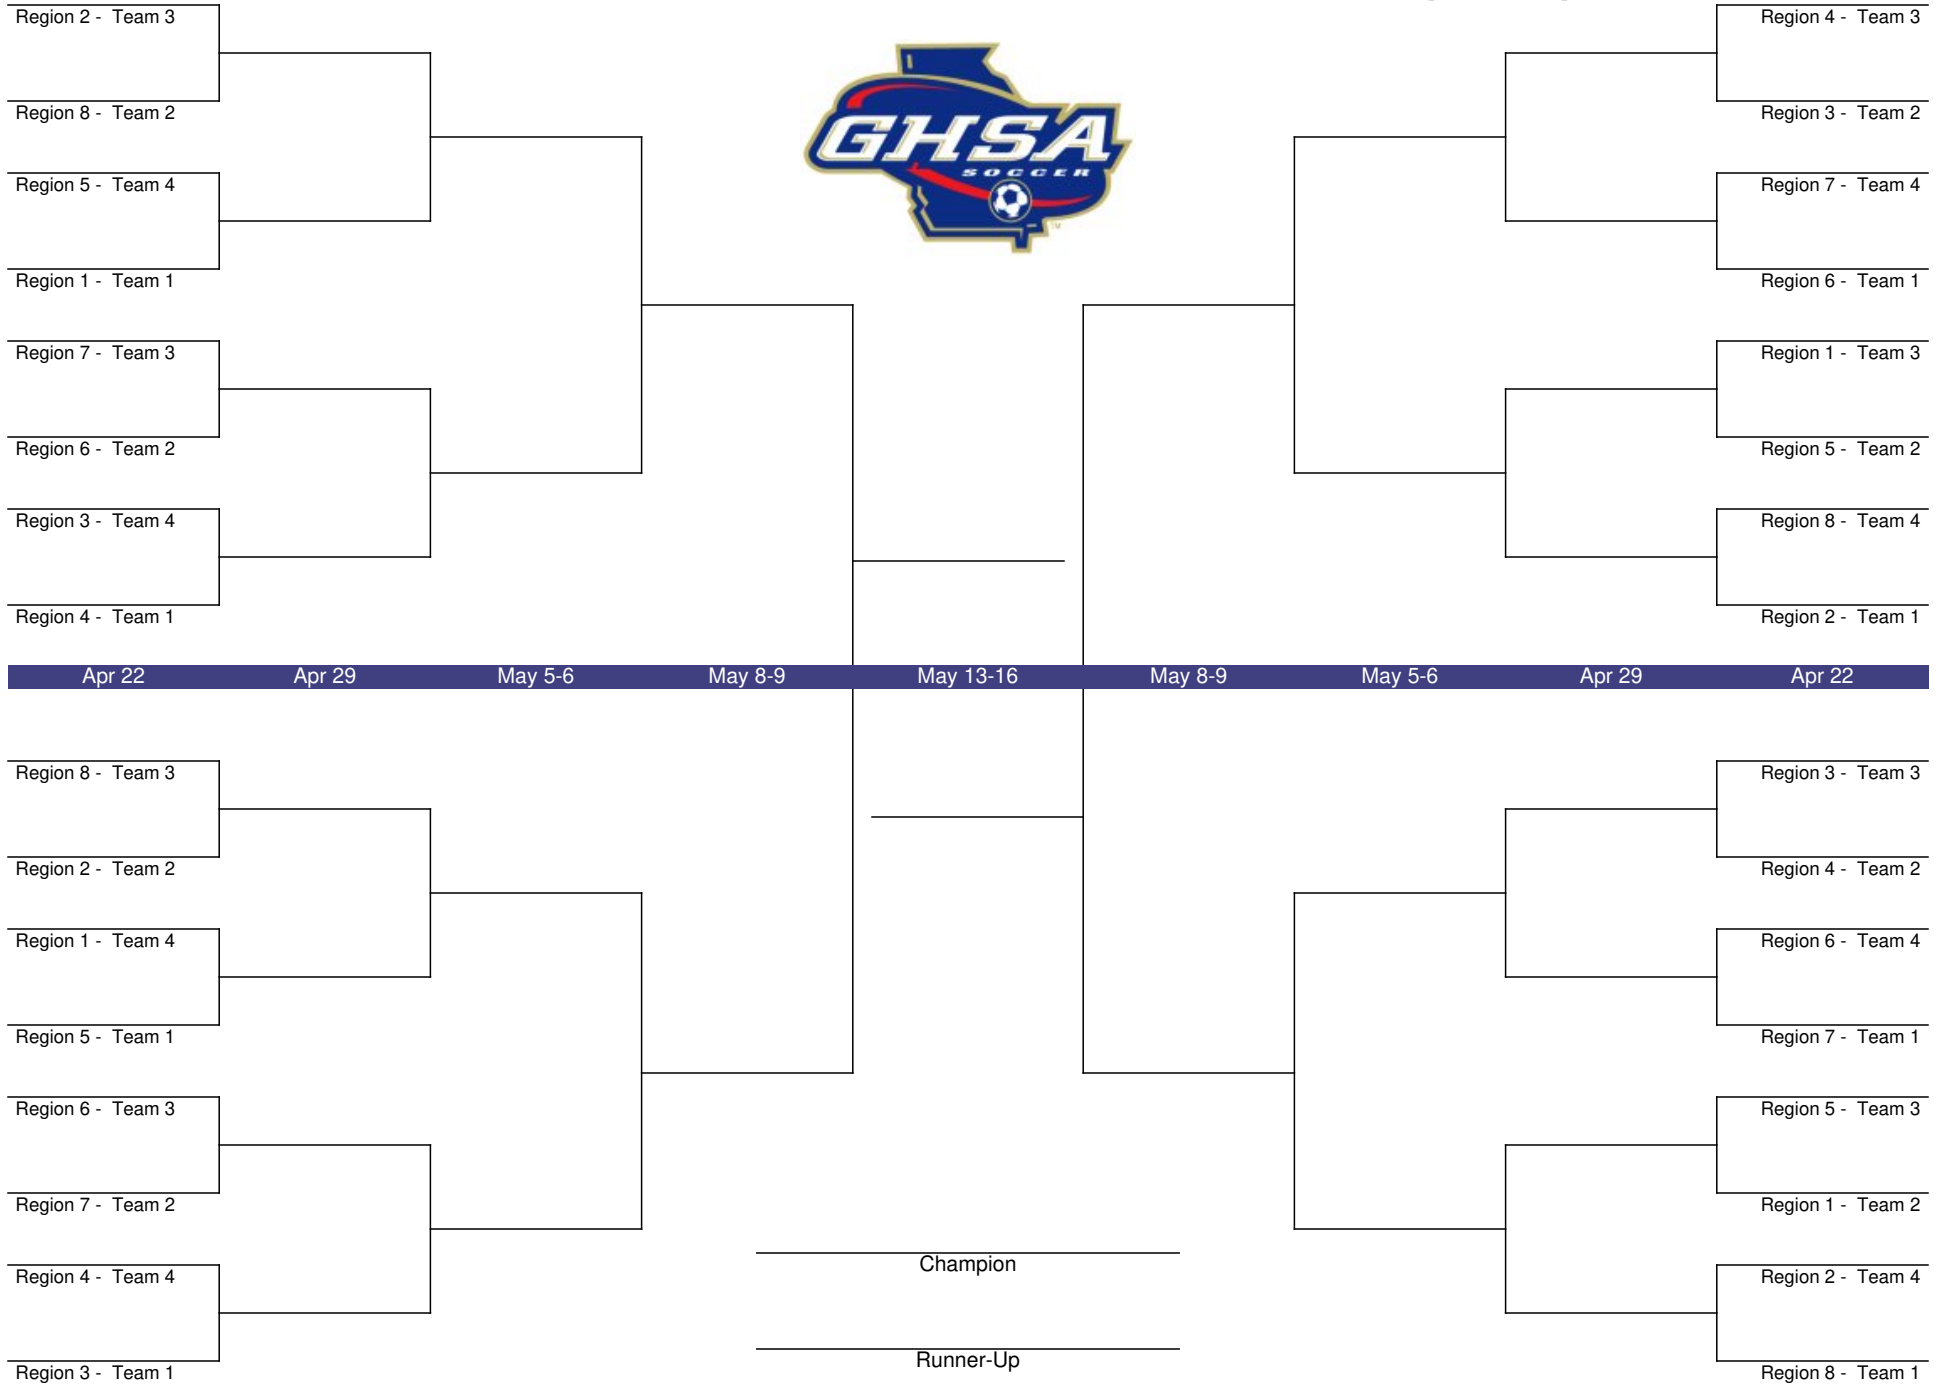 Region 2 - Team 3
Region 8 - Team 2
Region 5 - Team 4
Region 1 - Team 1
Region 7 - Team 3
Region 6 - Team 2
Region 3 - Team 4
Region 4 - Team 1
GHSA
SOCCER
TM
Region 4 - Team 3
Region 3 - Team 2
Region 7 - Team 4
Region 6 - Team 1
Region 1 - Team 3
Region 5 - Team 2
Region 8 - Team 4
Region 2 - Team 1
Apr 22 Apr 29 May 5-6 May 8-9 May 13-16 May 8-9 May 5-6 Apr 29 Apr 22
Region 8 - Team 3
Region 2 - Team 2
Region 1 - Team 4
Region 5 - Team 1
Region 6 - Team 3
Region 7 - Team 2
Region 4 - Team 4
Region 3 - Team 1
Champion
Runner-Up
Region 3 - Team 3
Region 4 - Team 2
Region 6 - Team 4
Region 7 - Team 1
Region 5 - Team 3
Region 1 - Team 2
Region 2 - Team 4
Region 8 - Team 1